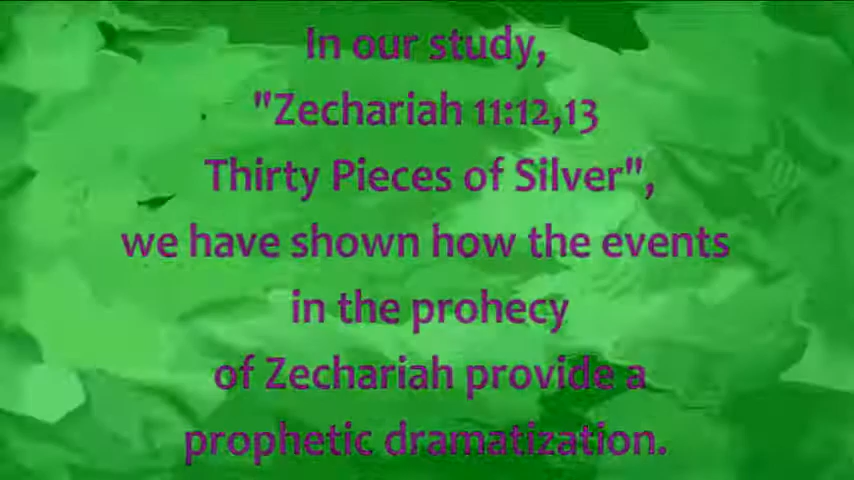 In our study,
"Zechariah 11:12,13
Thirty Pieces of Silver",
we have shown how the events
in the prohecy
of Zechariah provide a
prophetic dramatization.